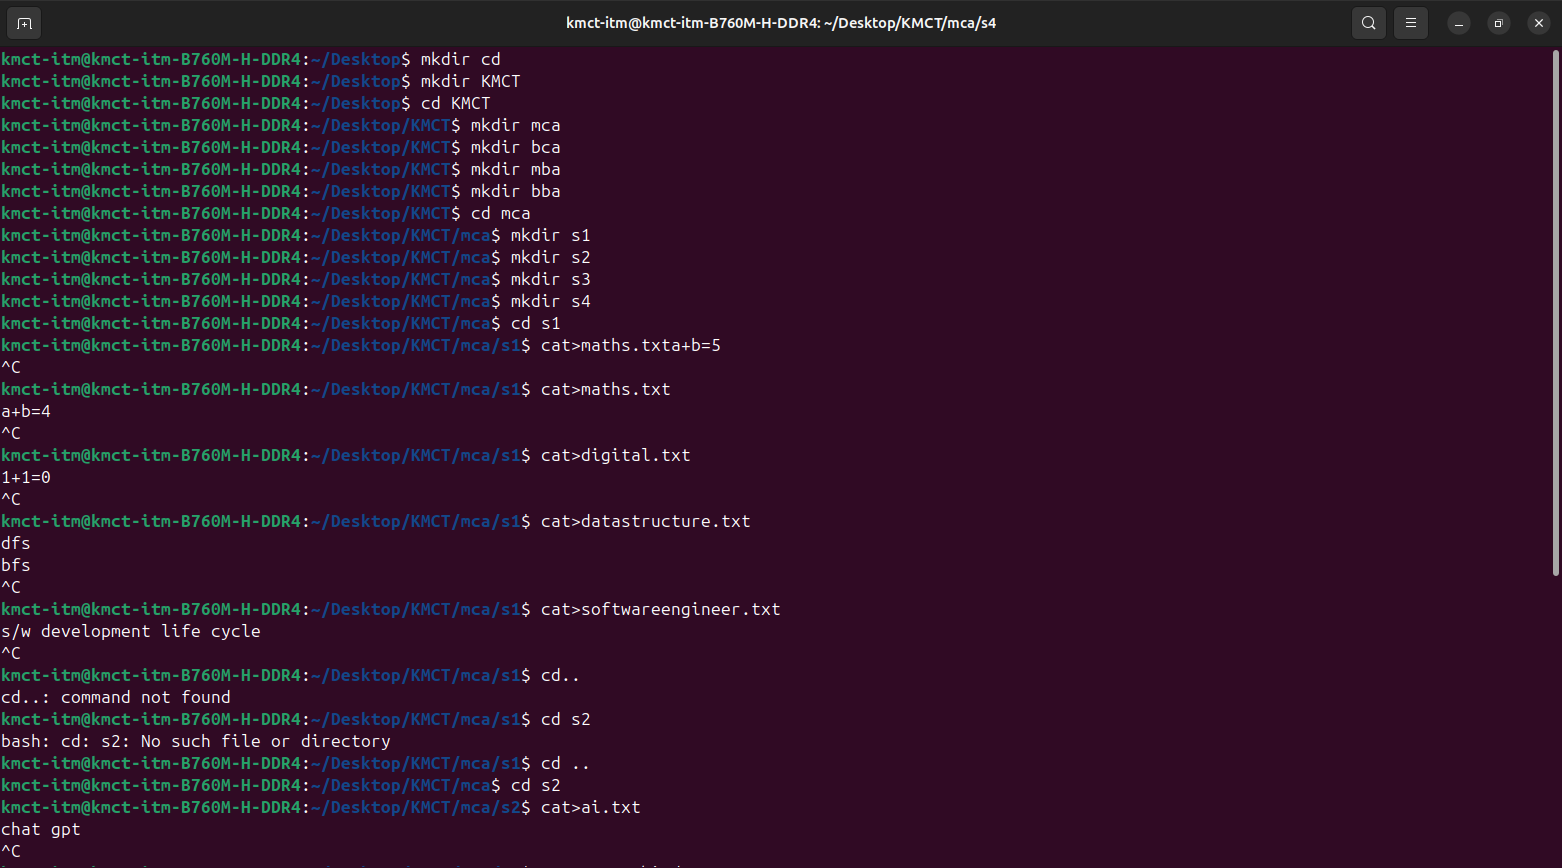 kmct-itm@kmct-itm-B760M-H-DDR4: ~/Desktop/KMCT/mca/s4
kmct-itm@kmct-itm-B760M-H-DDR4:~/Desktop$ mkdir cd
kmct-itm@kmct-itm-B760M-H-DDR4:~/Desktop$ mkdir KMCT
kmct-itm@kmct-itm-B760M-H-DDR4:~/Desktop$ cd KMCT
kmct-itm@kmct-itm-B760M-H-DDR4:~/Desktop/KMCT$ mkdir mca
kmct-itm@kmct-itm-B760M-H-DDR4:~/Desktop/KMCT$ mkdir bca
kmct-itm@kmct-itm-B760M-H-DDR4:~/Desktop/KMCT$ mkdir mba
kmct-itm@kmct-itm-B760M-H-DDR4:~/Desktop/KMCT$ mkdir bba
kmct-itm@kmct-itm-B760M-H-DDR4:~/Desktop/KMCT$ cd mca
kmct-itm@kmct-itm-B760M-H-DDR4:~/Desktop/KMCT/mca$ mkdir s1
kmct-itm@kmct-itm-B760M-H-DDR4:~/Desktop/KMCT/mca$ mkdir s2
kmct-itm@kmct-itm-B760M-H-DDR4:~/Desktop/KMCT/mca$ mkdir s3
kmct-itm@kmct-itm-B760M-H-DDR4:~/Desktop/KMCT/mca$ mkdir s4
kmct-itm@kmct-itm-B760M-H-DDR4:~/Desktop/KMCT/mca$ cd s1
kmct-itm@kmct-itm-B760M-H-DDR4:~/Desktop/KMCT/mca/s1$ cat>maths.txta+b=5
^C
kmct-itm@kmct-itm-B760M-H-DDR4:~/Desktop/KMCT/mca/s1$ cat>maths.txt
a+b=4
^C
kmct-itm@kmct-itm-B760M-H-DDR4:~/Desktop/KMCT/mca/s1$ cat>digital.txt
1+1=0
^C
kmct-itm@kmct-itm-B760M-H-DDR4:~/Desktop/KMCT/mca/s1$ cat>datastructure.txt
dfs
bfs
^C
kmct-itm@kmct-itm-B760M-H-DDR4:~/Desktop/KMCT/mca/s1$ cat>softwareengineer.txt
s/w development life cycle
^C
kmct-itm@kmct-itm-B760M-H-DDR4:~/Desktop/KMCT/mca/s1$ cd..
cd..: command not found
kmct-itm@kmct-itm-B760M-H-DDR4:~/Desktop/KMCT/mca/s1$ cd s2
bash: cd: s2: No such file or directory
kmct-itm@kmct-itm-B760M-H-DDR4:~/Desktop/KMCT/mca/s1$ cd ..
kmct-itm@kmct-itm-B760M-H-DDR4:~/Desktop/KMCT/mca$ cd s2
kmct-itm@kmct-itm-B760M-H-DDR4:~/Desktop/KMCT/mca/s2$ cat>ai.txt
chat gpt
^C